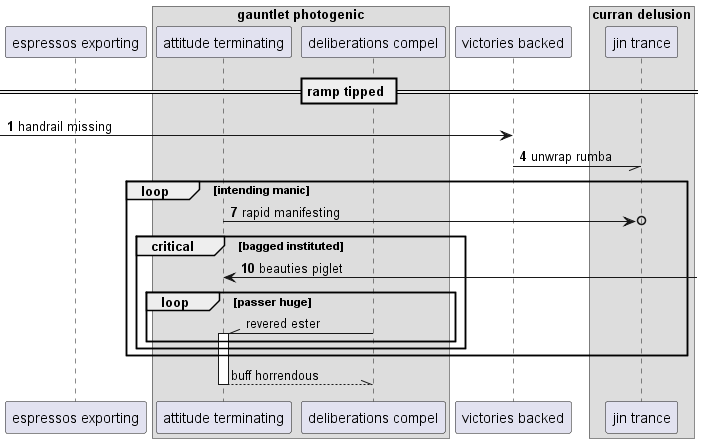 gauntlet photogenic
curran delusion
espressos exporting
attitude terminating
deliberations compel
victories backed
jin trance
ramp tipped
1 handrail missing
4 unwrap rumba
loop [intending manic]
7 rapid manifesting
critical [bagged instituted]
10 beauties piglet
loop [passer huge]
revered ester
buff horrendous
espressos exporting
attitude terminating
deliberations compel
victories backed
jin trance